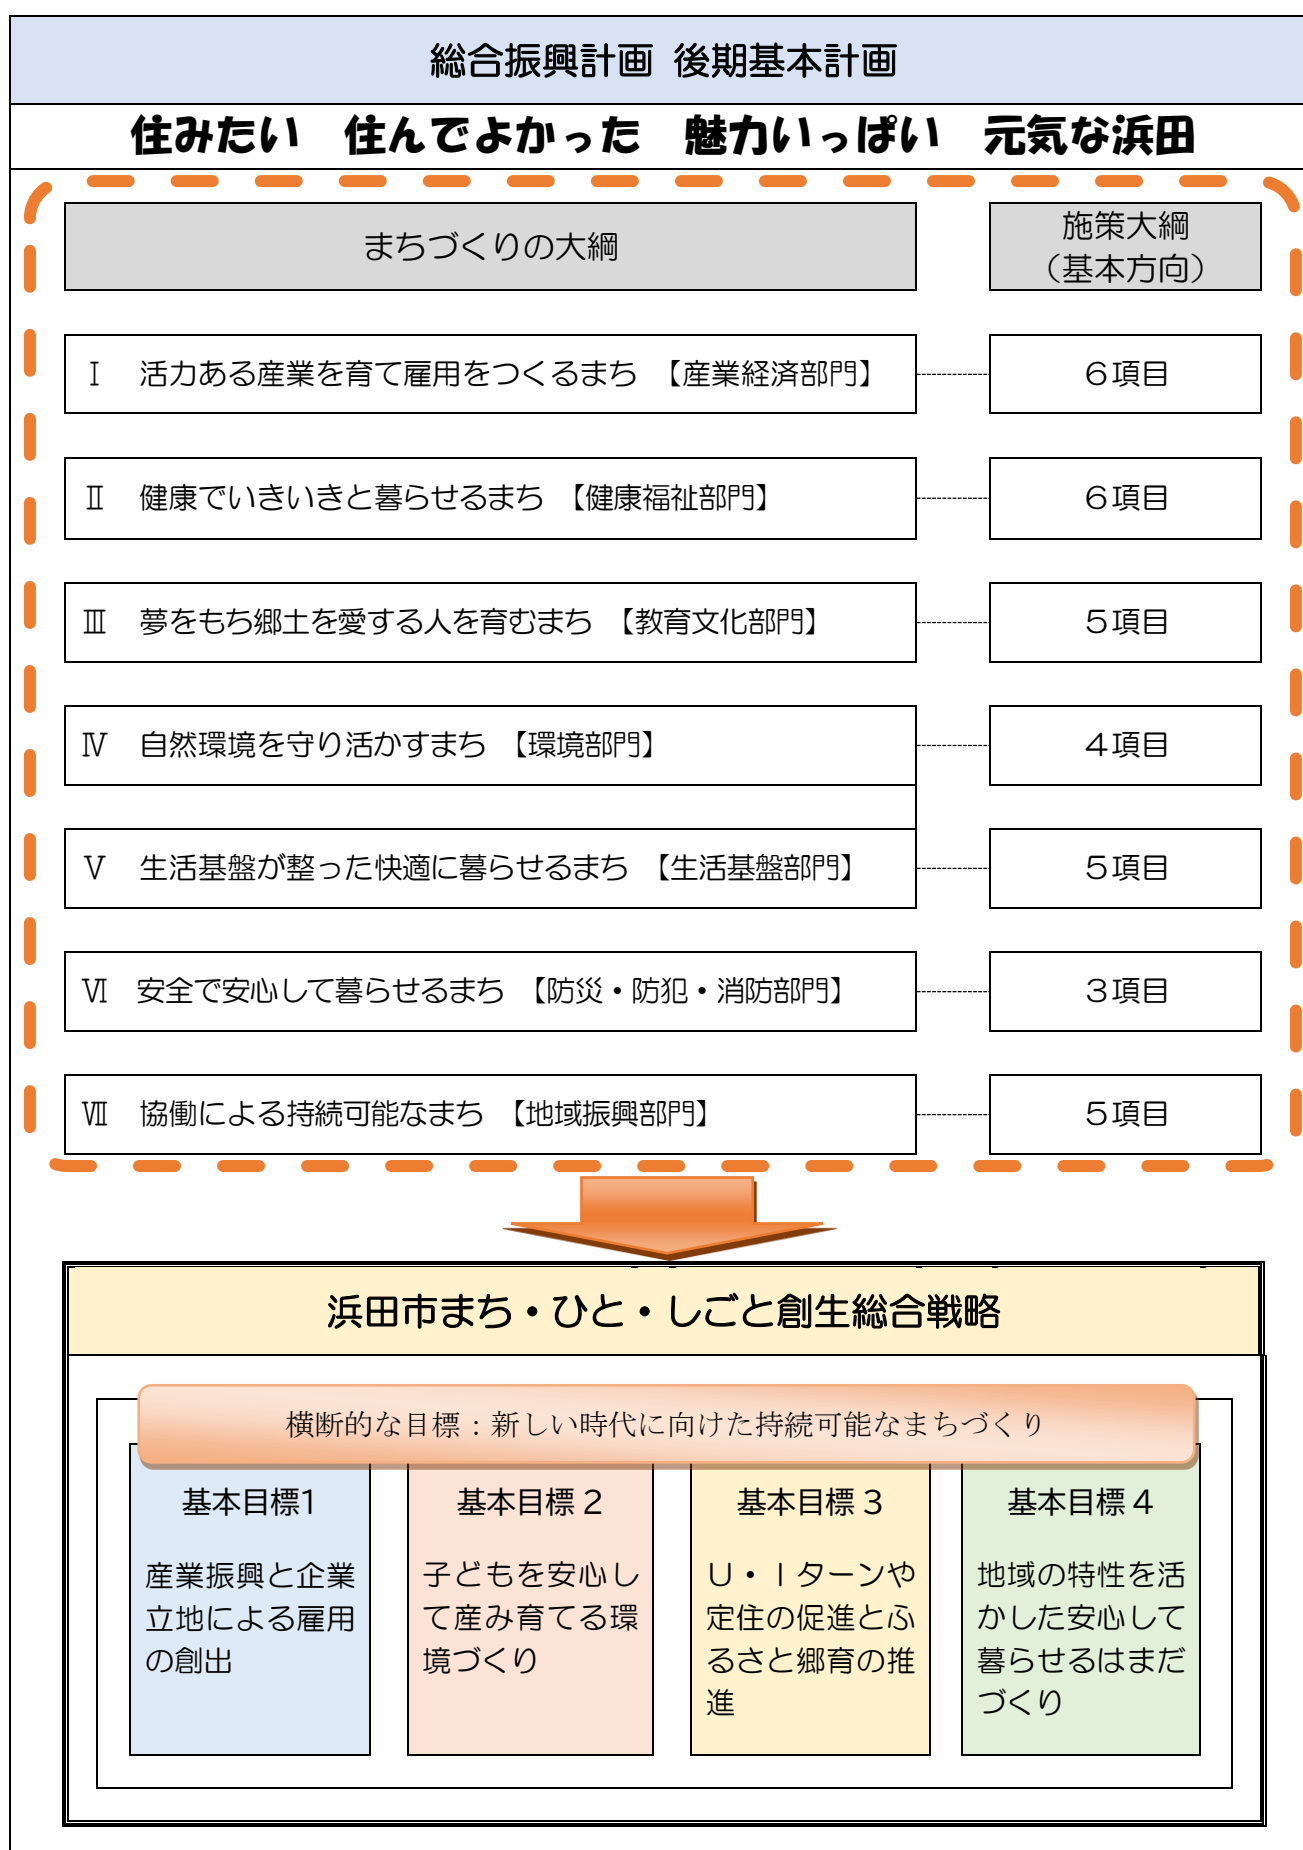 総合振興計画 後期基本計画
住みたい　住んでよかった　魅力いっぱい　元気な浜田
まちづくりの大綱
施策大綱
（基本方向）
Ⅰ　活力ある産業を育て雇用をつくるまち 【産業経済部門】
６項目
Ⅱ　健康でいきいきと暮らせるまち 【健康福祉部門】
６項目
Ⅲ　夢をもち郷土を愛する人を育むまち 【教育文化部門】
５項目
Ⅳ　自然環境を守り活かすまち 【環境部門】
４項目
Ⅴ　生活基盤が整った快適に暮らせるまち 【生活基盤部門】
５項目
Ⅵ　安全で安心して暮らせるまち 【防災・防犯・消防部門】
３項目
Ⅶ　協働による持続可能なまち 【地域振興部門】
５項目
浜田市まち・ひと・しごと創生総合戦略
横断的な目標：新しい時代に向けた持続可能なまちづくり
基本目標1
産業振興と企業
立地による雇用
の創出
基本目標２
子どもを安心し
て産み育てる環
境づくり
基本目標３
Ｕ・Ｉターンや
定住の促進とふ
るさと郷育の推
進
基本目標４
地域の特性を活
かした安心して
暮らせるはまだ
づくり